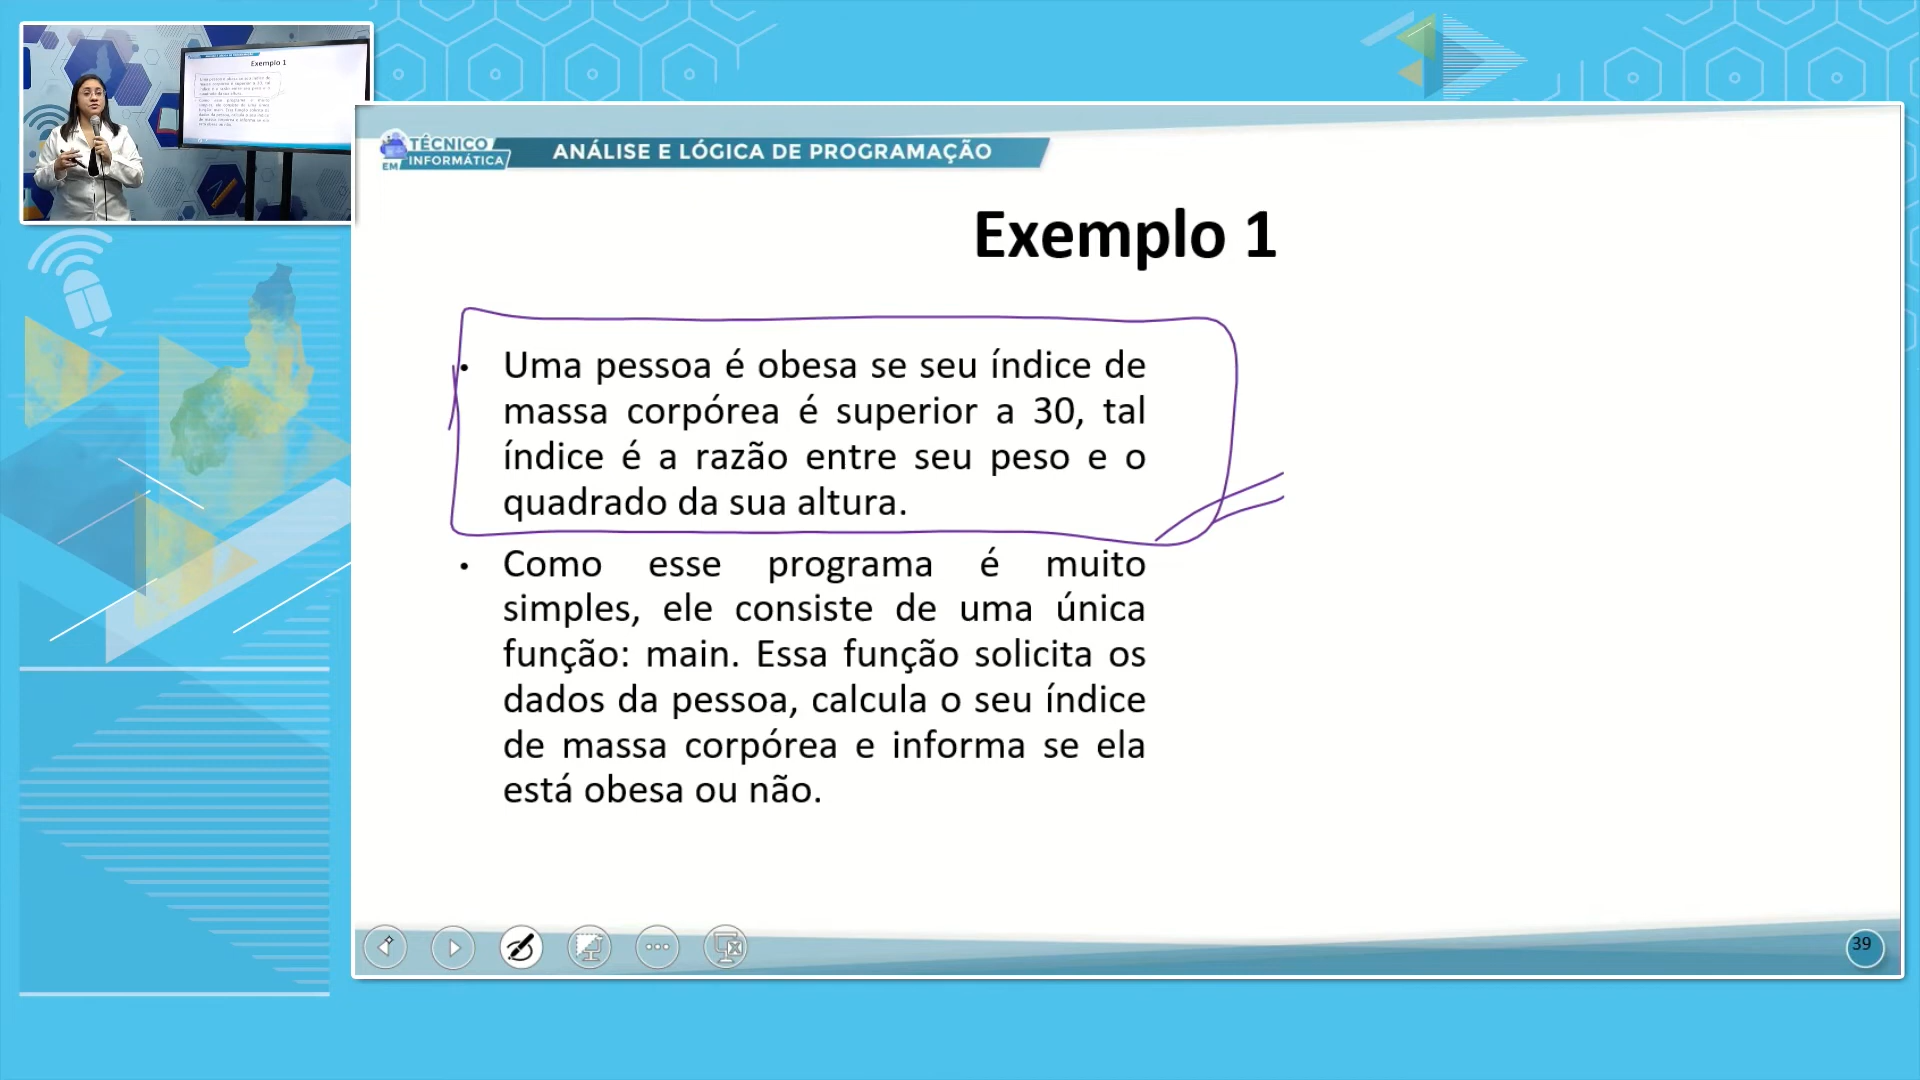 Exemplo 1
TÉCNICO
EM INFORMÁTICA
ANÁLISE E LÓGICA DE PROGRAMAÇÃO
Exemplo 1
• Uma pessoa é obesa se seu índice de
massa corpórea é superior a 30, tal
índice é a razão entre seu peso e o
quadrado da sua altura.
• Como esse programa é muito
simples, ele consiste de uma única
função: main. Essa função solicita os
dados da pessoa, calcula o seu índice
de massa corpórea e informa se ela
está obesa ou não.
39